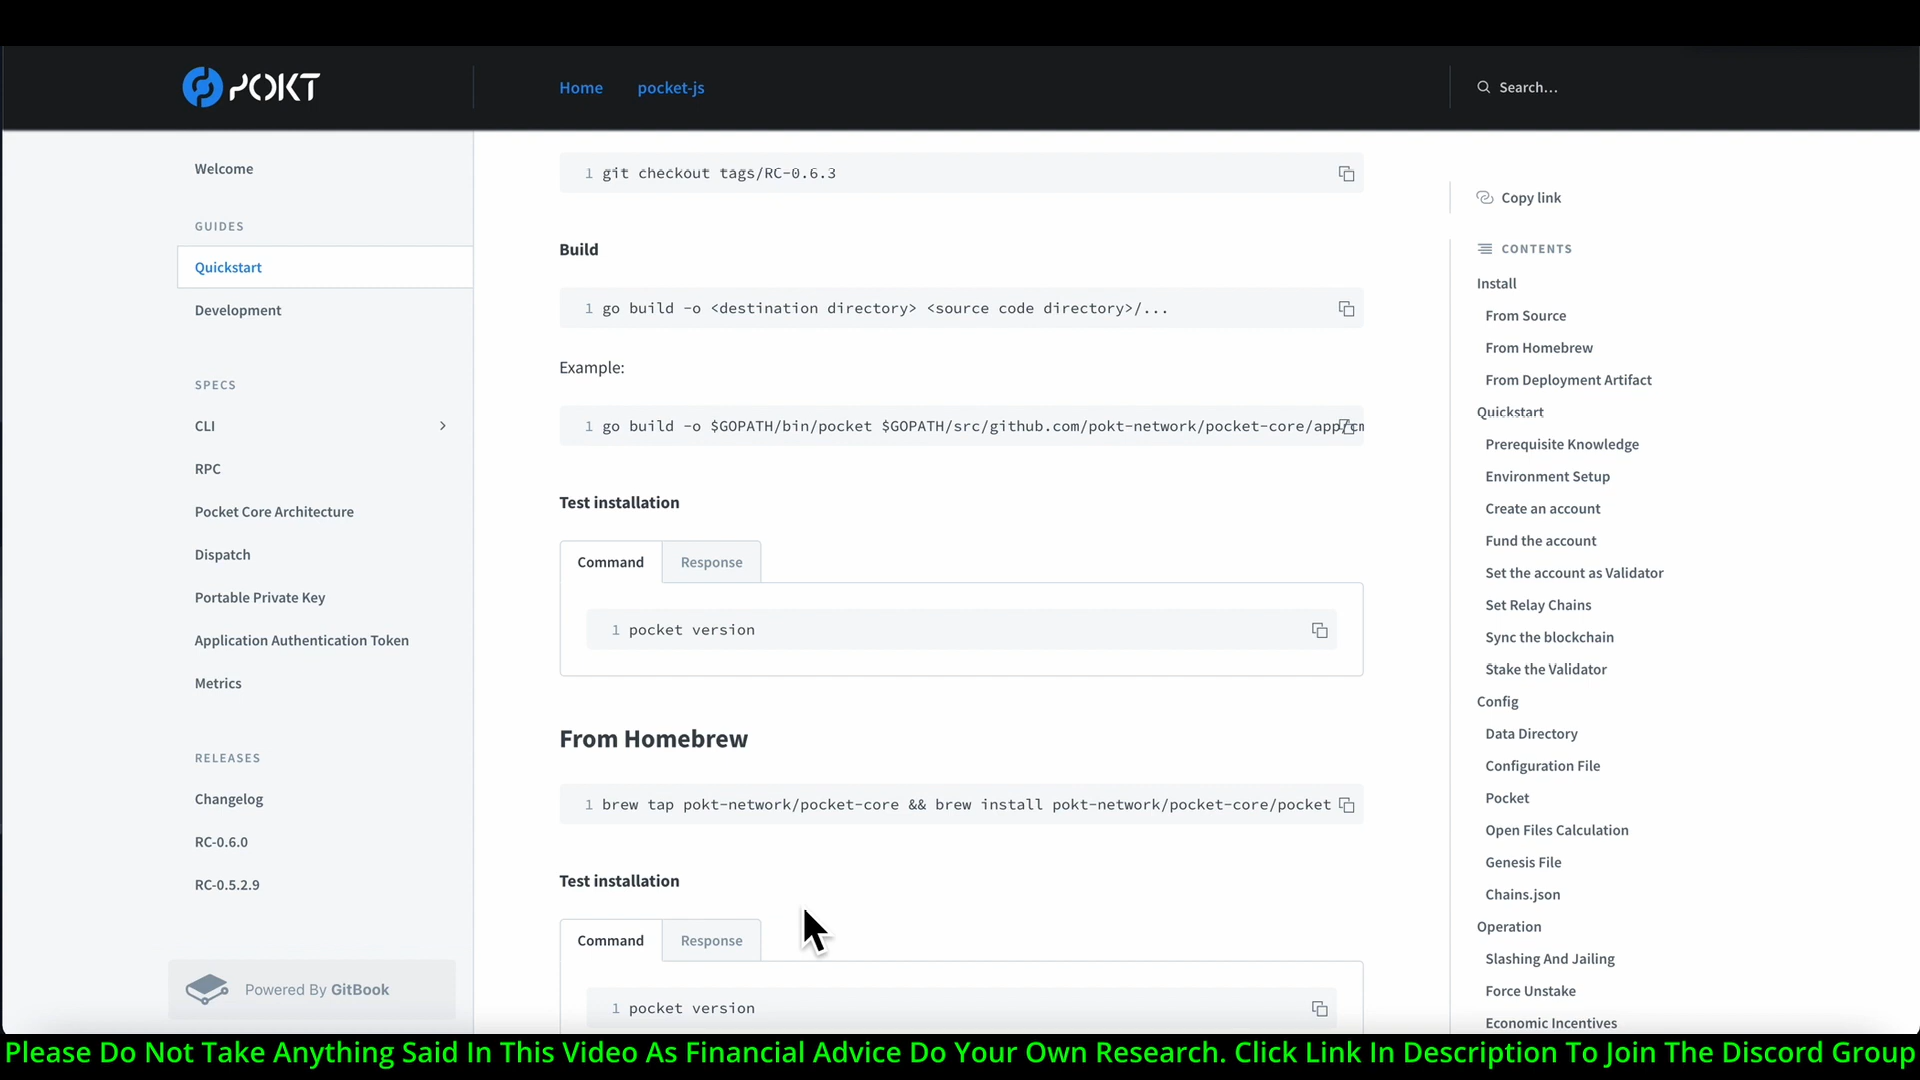 POKT
Home
pocket-js
Search...
Welcome
GUIDES
Quickstart
Development
SPECS
CLI
RPC
Pocket Core Architecture
Dispatch
Portable Private Key
Application Authentication Token
Metrics
RELEASES
Changelog
RC-0.6.0
RC-0.5.2.9
Powered By GitBook
1 git checkout tags/RC-0.6.3
Build
1 go build -o <destination directory> <source code directory>/...
Example:
1 go build -o $GOPATH/bin/pocket $GOPATH/src/github.com/pokt-network/pocket-core/app/cm
Test installation
Command
Response
1 pocket version
From Homebrew
1 brew tap pokt-network/pocket-core && brew install pokt-network/pocket-core/pocket
Test installation
Command
Response
1 pocket version
Copy link
CONTENTS
Install
From Source
From Homebrew
From Deployment Artifact
Quickstart
Prerequisite Knowledge
Environment Setup
Create an account
Fund the account
Set the account as Validator
Set Relay Chains
Sync the blockchain
Stake the Validator
Config
Data Directory
Configuration File
Pocket
Open Files Calculation
Genesis File
Chains.json
Operation
Slashing And Jailing
Force Unstake
Economic Incentives
Please Do Not Take Anything Said In This Video As Financial Advice Do Your Own Research. Click Link In Description To Join The Discord Group